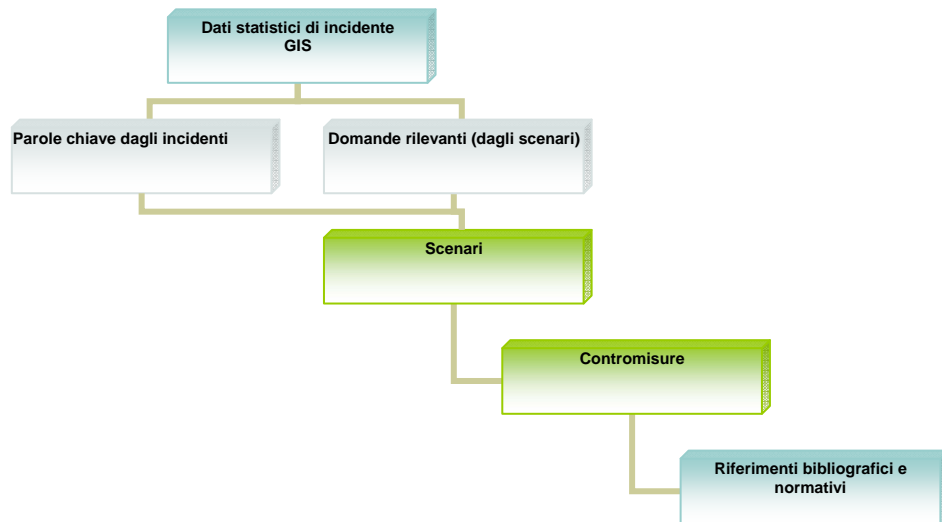 Dati statistici di incidente
GIS
Parole chiave dagli incidenti
Domande rilevanti (dagli scenari)
Scenari
Contromisure
Riferimenti bibliografici e
normativi